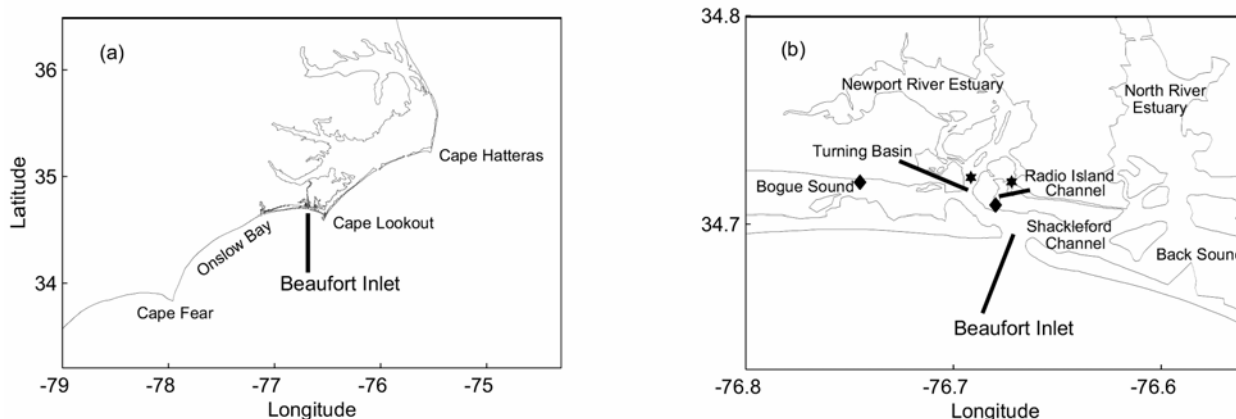 (a)
36
35
34
33
Latitude
Cape Hatteras
Cape Lookout
Onslow Bay
Beaufort Inlet
Cape Fear
-79
-78
-77
-76
-75
Longitude
34.8
(b)
Newport River Estuary
North River
Estuary
Turning Basin
Bogue Sound
Radio Island
Channel
34.7
Shackleford
Channel
Back Sound
Beaufort Inlet
-76.8
-76.7
-76.6
Longitude